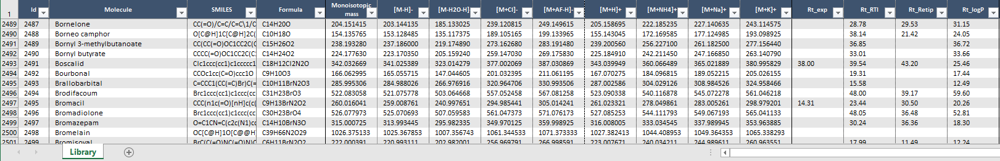 1 Id Molecule SMILES Formula Monoisotopic mass [M-H]- [M-H2O-H] [M+Cl]- [M+AF-H]- [M+H]+ [M+NH4]+ [M+Na]+ [M+K]+ Rt_exp Rt_RTI Rt_Retip Rt_logP
2489 2487 Bornelone CC(=O)/C=C/C=C\1/C C14H20O 204.151415 203.144135 185.133025 239.120815 249.149615 205.158695 222.185235 227.140635 243.114575 28.78 29.53 31.15
2490 2488 Borneo camphor O[C@H]1C[C@H]2C( C10H18O 154.135765 153.128485 135.117375 189.105165 199.133965 155.143045 172.169585 177.124985 193.098925 38.14 21.42 24.05
2491 2489 Bornyl 3-methylbutanoate CC(CC(=O)OC1CC2(C C15H26O2 238.193280 237.186000 219.174890 273.162680 283.191480 239.200560 256.227100 261.182500 277.156440 36.85 36.72
2492 2490 Bornyl butyrate CCCC(=O)OC1CC2(C C14H24O2 224.177630 223.170350 205.159240 259.147030 269.175830 225.184910 242.211450 247.166850 263.140790 33.01 33.66
2493 2491 Boscalid Clc1ccc(cc1)c1ccccc1 C18H12Cl2N2O 342.032669 341.025389 323.014279 377.002069 387.030869 343.039949 360.066489 365.021889 380.995829 38.00 39.54 43.20 25.46
2494 2492 Bourbonal CCOc1cc(C=O)ccc1O C9H10O3 166.062995 165.055715 147.044605 201.032395 211.061195 167.070275 184.096815 189.052215 205.026155 19.31 17.44
2495 2493 Brallobarbital C=CCC1(CC(=C)Br)C(= C10H11BrN2O3 285.995306 284.988026 266.976916 320.964706 330.993506 287.002586 304.029126 308.984526 324.958466 15.58 12.49
2496 2494 Brodifacoum Brc1ccc(cc1)c1ccc(cc C31H23BrO3 522.083058 521.075778 503.064668 557.052458 567.081258 523.090338 540.116878 545.072278 561.046218 48.00 39.17 59.60
2497 2495 Bromacil CCC(n1c(=O)[nH]c(c( C9H13BrN2O2 260.016041 259.008761 240.997651 294.985441 305.014241 261.023321 278.049861 283.005261 298.979201 14.31 23.44 30.50 20.26
2498 2496 Bromadiolone Brc1ccc(cc1)c1ccc(cc C30H23BrO4 526.077973 525.070693 507.059583 561.047373 571.076173 527.085253 544.111793 549.067193 565.041133 48.05 36.48 52.81
2499 2497 Bromazepam O=C1CN=C(c2c(N1)cc C14H10BrN3O 315.000725 313.993445 295.982335 349.970125 359.998925 316.008005 333.034545 337.989945 353.963885 30.24 36.36 18.30
2500 2498 Bromelain OC[C@H]1O[C@@H] C39H66N2O29 1026.375133 1025.367853 1007.356743 1061.344533 1071.373333 1027.382413 1044.408953 1049.364353 1065.338293
2501 2499 Bromisoval BrC(C(=O)NC(=O)N)C C6H11BrN2O2 222.000391 220.993111 202.982001 256.969791 266.998591 223.007671 240.034211 244.989611 260.963551 17.99 11.49 12.24
Library